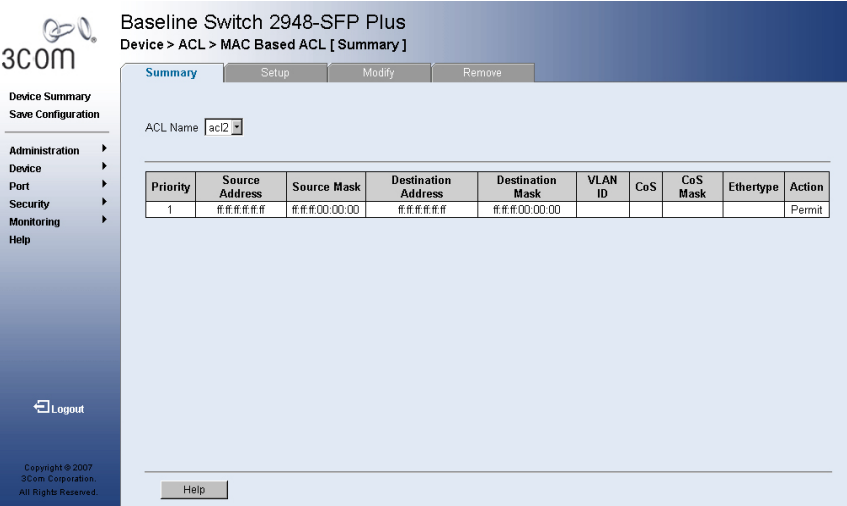 3COM
Baseline Switch 2948-SFP Plus
Device > ACL > MAC Based ACL [ Summary ]
Summary Setup Modify Remove
Device Summary
Save Configuration
Administration
Device
Port
Security
Monitoring
Help
Logout
Copyright © 2007
3Com Corporation.
All Rights Reserved.
ACL Name acl2
Priority Source Address Source Mask Destination Address Destination Mask VLAN ID CoS CoS Mask Ethertype Action
1 ff:ff:ff:ff:ff:ff ff:ff:ff:00:00:00 ff:ff:ff:ff:ff:ff ff:ff:ff:00:00:00 Permit
Help